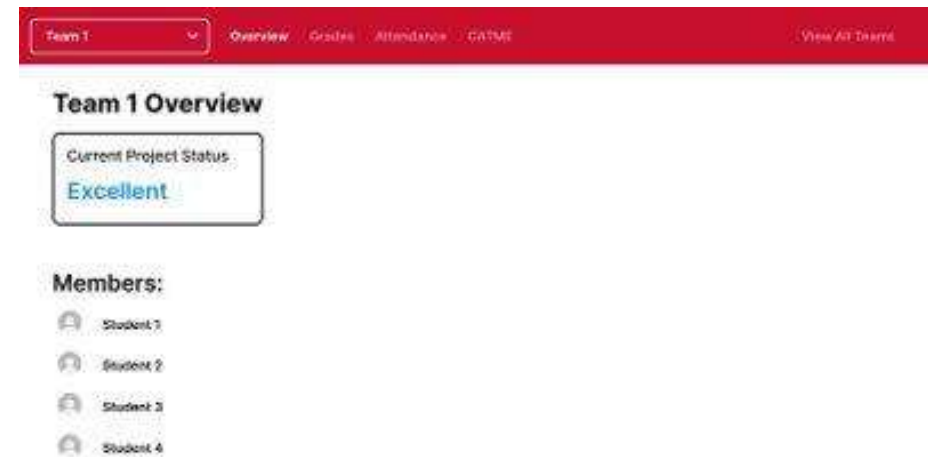 Team 1 Overview Grades Attendance CATME View All Teams
Team 1 Overview
Current Project Status
Excellent
Members:
Student 1
Student 2
Student 3
Student 4